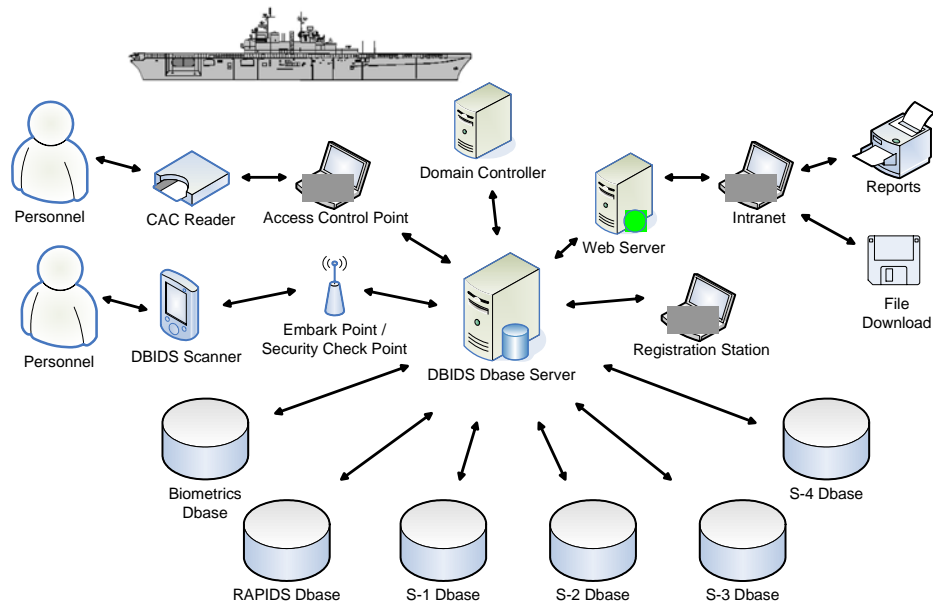 Domain Controller
Personnel
CAC Reader
Access Control Point
Web Server
Intranet
Reports
Personnel
DBIDS Scanner
Embark Point /
Security Check Point
DBIDS Dbase Server
Registration Station
File
Download
Biometrics
Dbase
RAPIDS Dbase
S-1 Dbase
S-2 Dbase
S-3 Dbase
S-4 Dbase